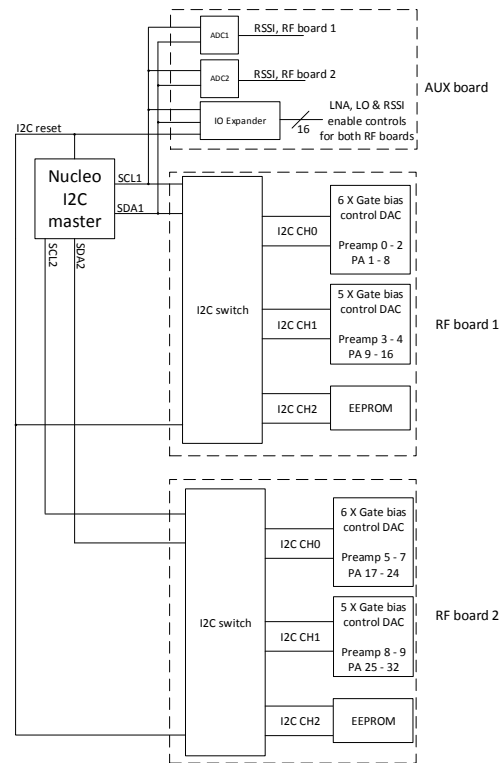 ADC1
RSSI, RF board 1
ADC2
RSSI, RF board 2
AUX board
IO Expander
16
LNA, LO & RSSI
enable controls
for both RF boards
I2C reset
Nucleo
I2C
master
SCL1
SDA1
SCL2
SDA2
I2C switch
I2C CH0
6 X Gate bias
control DAC
Preamp 0 - 2
PA 1 - 8
I2C CH1
5 X Gate bias
control DAC
Preamp 3 - 4
PA 9 - 16
RF board 1
I2C CH2
EEPROM
I2C switch
I2C CH0
6 X Gate bias
control DAC
Preamp 5 - 7
PA 17 - 24
I2C CH1
5 X Gate bias
control DAC
Preamp 8 - 9
PA 25 - 32
RF board 2
I2C CH2
EEPROM